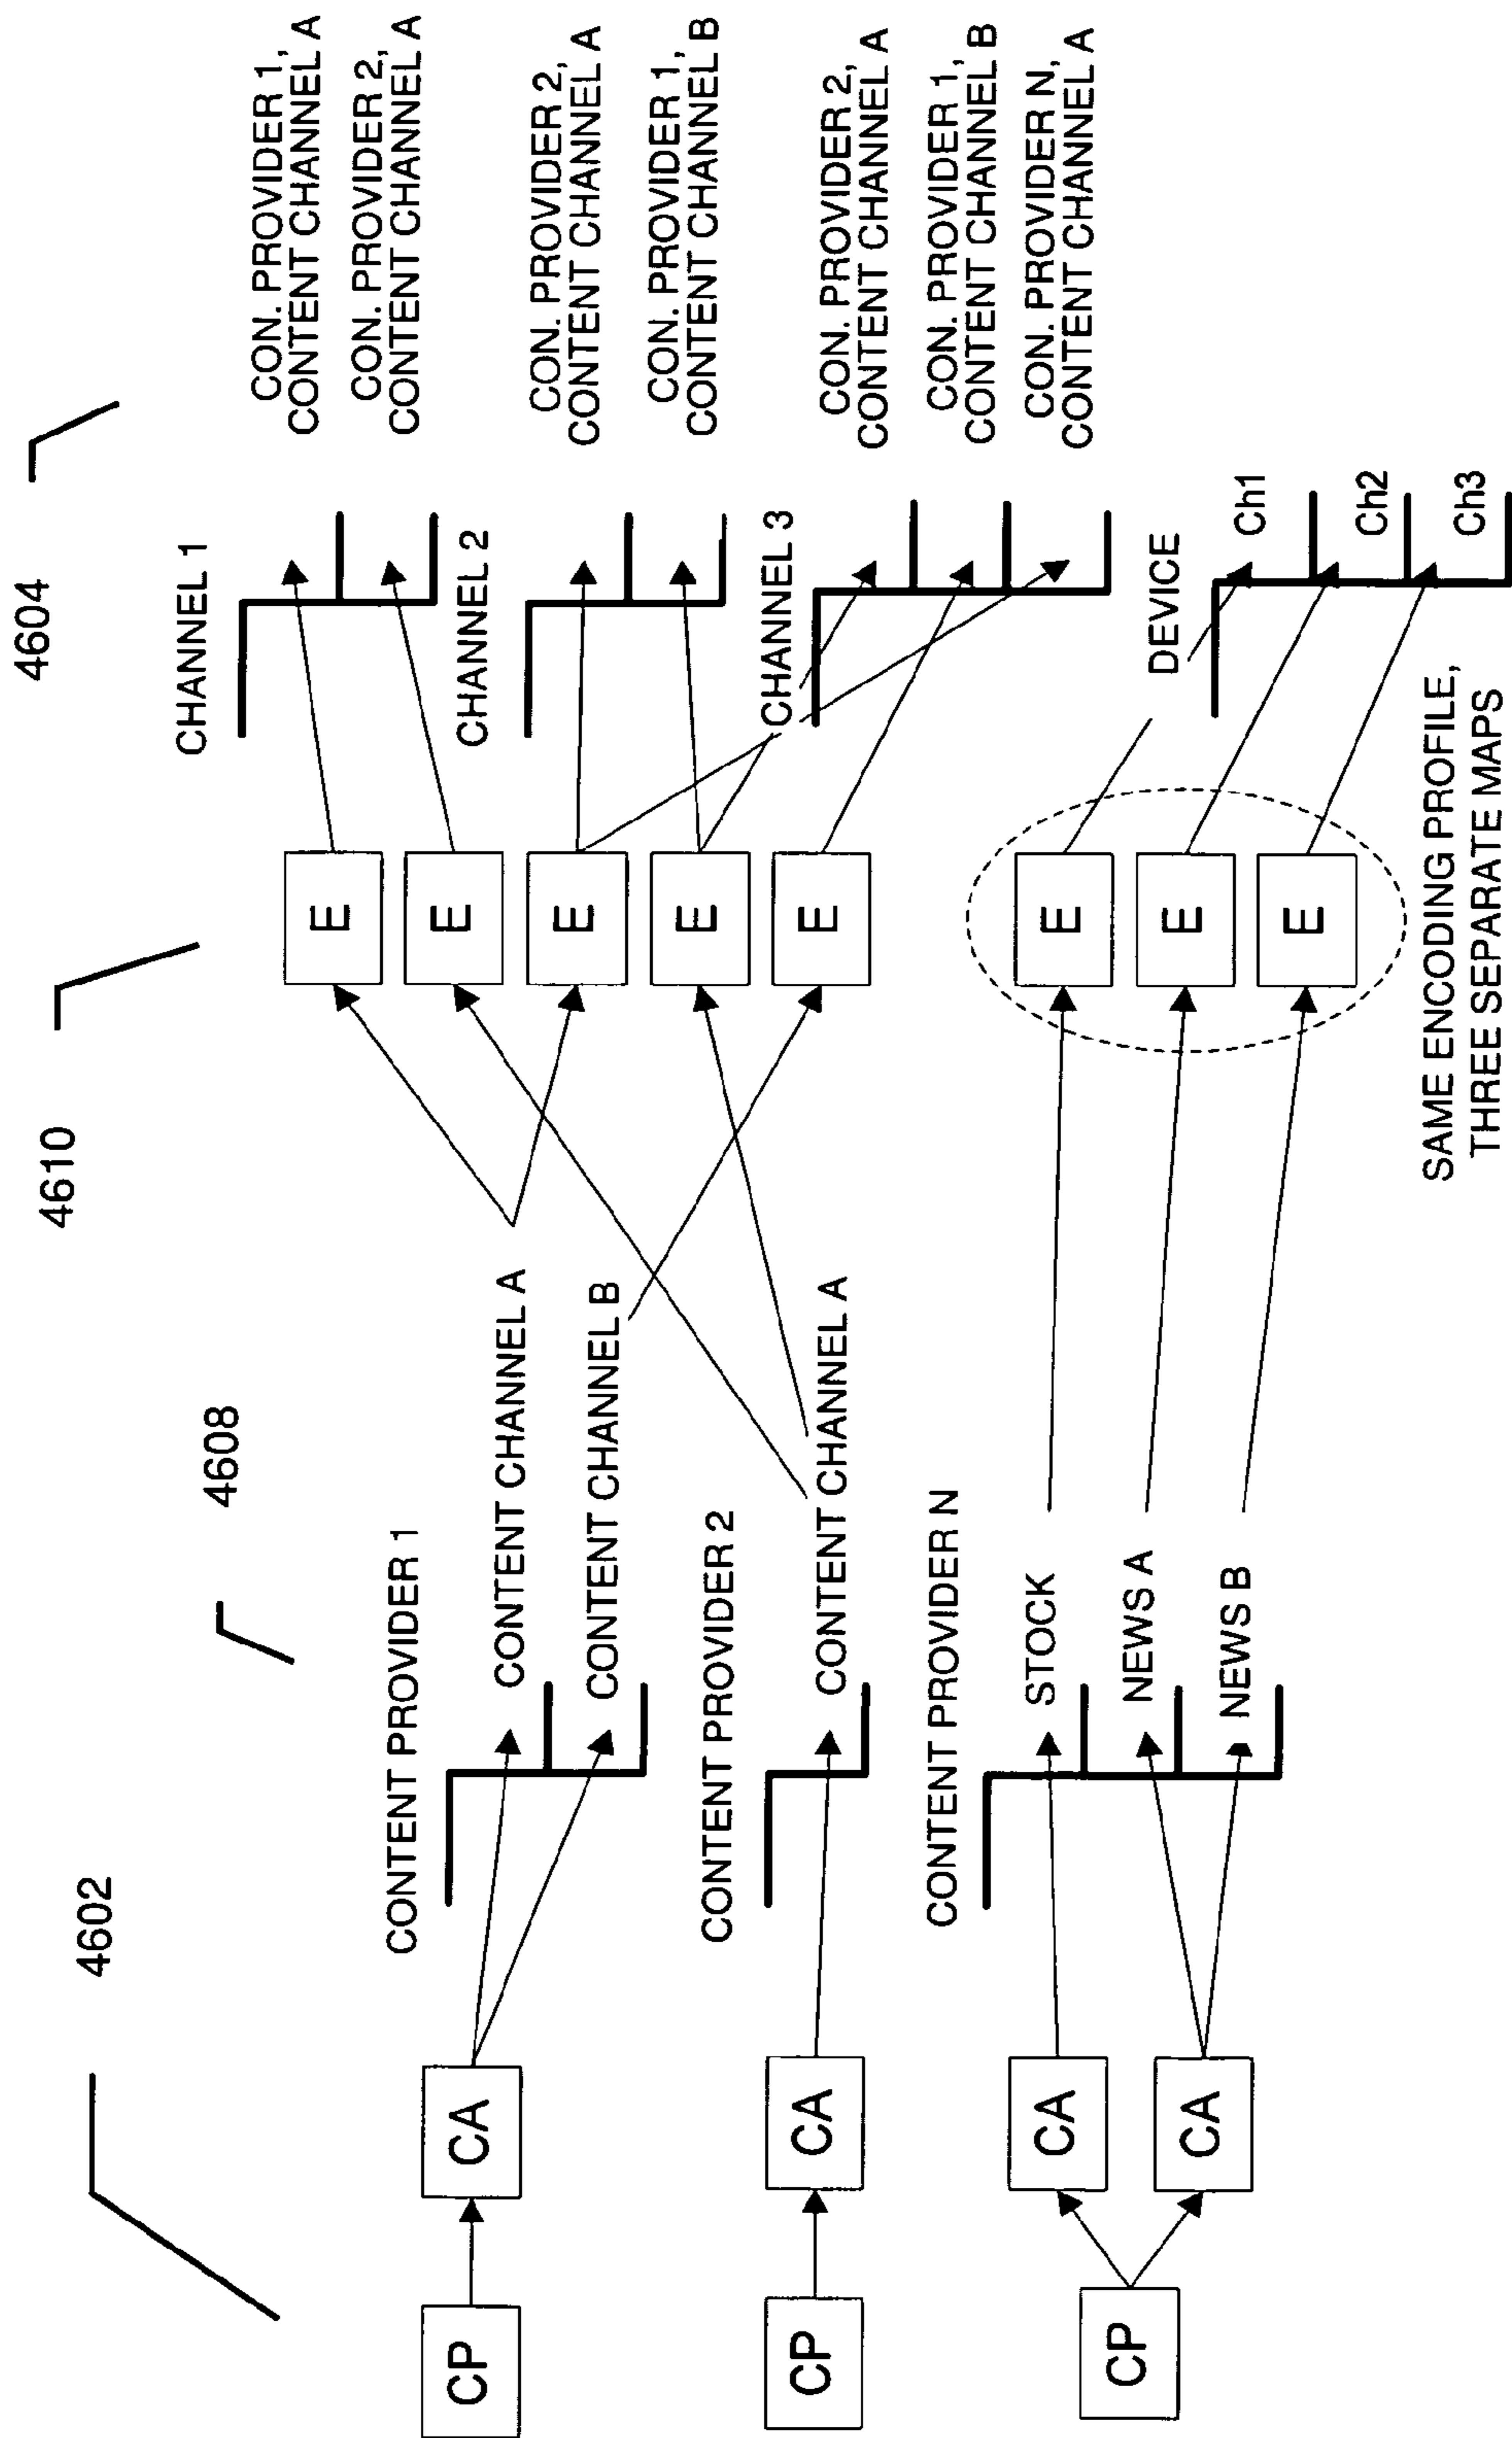 4602
4608
4610
4604
CP
CA
CONTENT PROVIDER 1
CONTENT CHANNEL A
CONTENT CHANNEL B
CP
CA
CONTENT PROVIDER 2
CONTENT CHANNEL A
CP
CA
CA
CONTENT PROVIDER N
STOCK
NEWS A
NEWS B
E
E
E
E
E
E
E
E
SAME ENCODING PROFILE,
THREE SEPARATE MAPS
CHANNEL 1
CON. PROVIDER 1,
CONTENT CHANNEL A
CON. PROVIDER 2,
CONTENT CHANNEL A
CHANNEL 2
CON. PROVIDER 2,
CONTENT CHANNEL A
CON. PROVIDER 1,
CONTENT CHANNEL B
CHANNEL 3
CON. PROVIDER 2,
CONTENT CHANNEL A
CON. PROVIDER 1,
CONTENT CHANNEL B
CON. PROVIDER N,
CONTENT CHANNEL A
DEVICE
Ch1
Ch2
Ch3